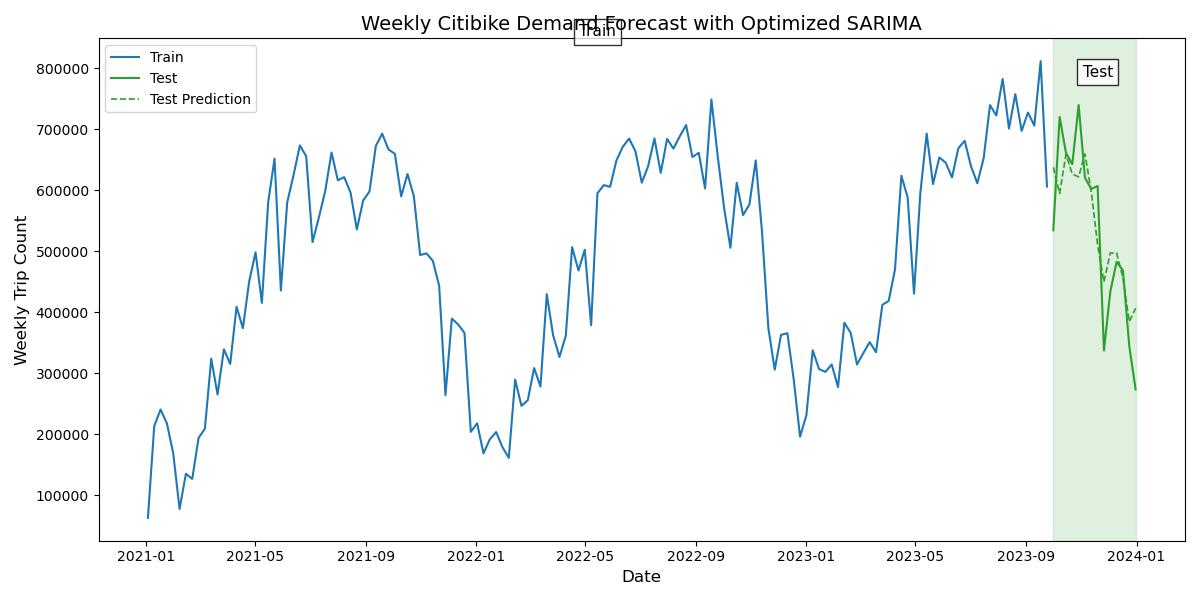 Weekly Citibike Demand Forecast with Optimized SARIMA
Train
Train
Test
Test Prediction
Test
Weekly Trip Count
800000
700000
600000
500000
400000
300000
200000
100000
2021-01
2021-05
2021-09
2022-01
2022-05
2022-09
2023-01
2023-05
2023-09
2024-01
Date